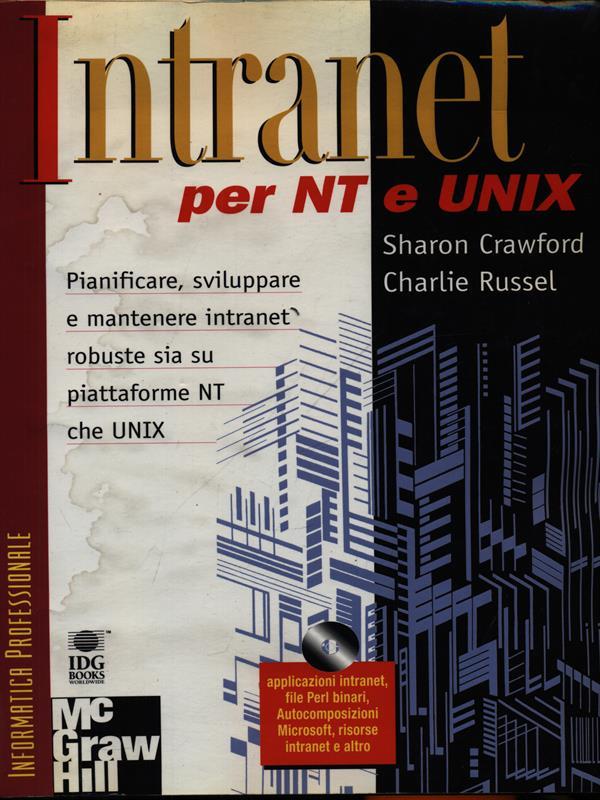 Intranet
per NT e UNIX
Sharon Crawford
Charlie Russel
Pianificare, sviluppare
e mantenere intranet
robuste sia su
piattaforme NT
che UNIX
INFORMATICA PROFESSIONALE
IDG
BOOKS
WORLDWIDE
Mc
Graw
Hill
applicazioni intranet,
file Perl binari,
Autocomposizioni
Microsoft, risorse
intranet e altro